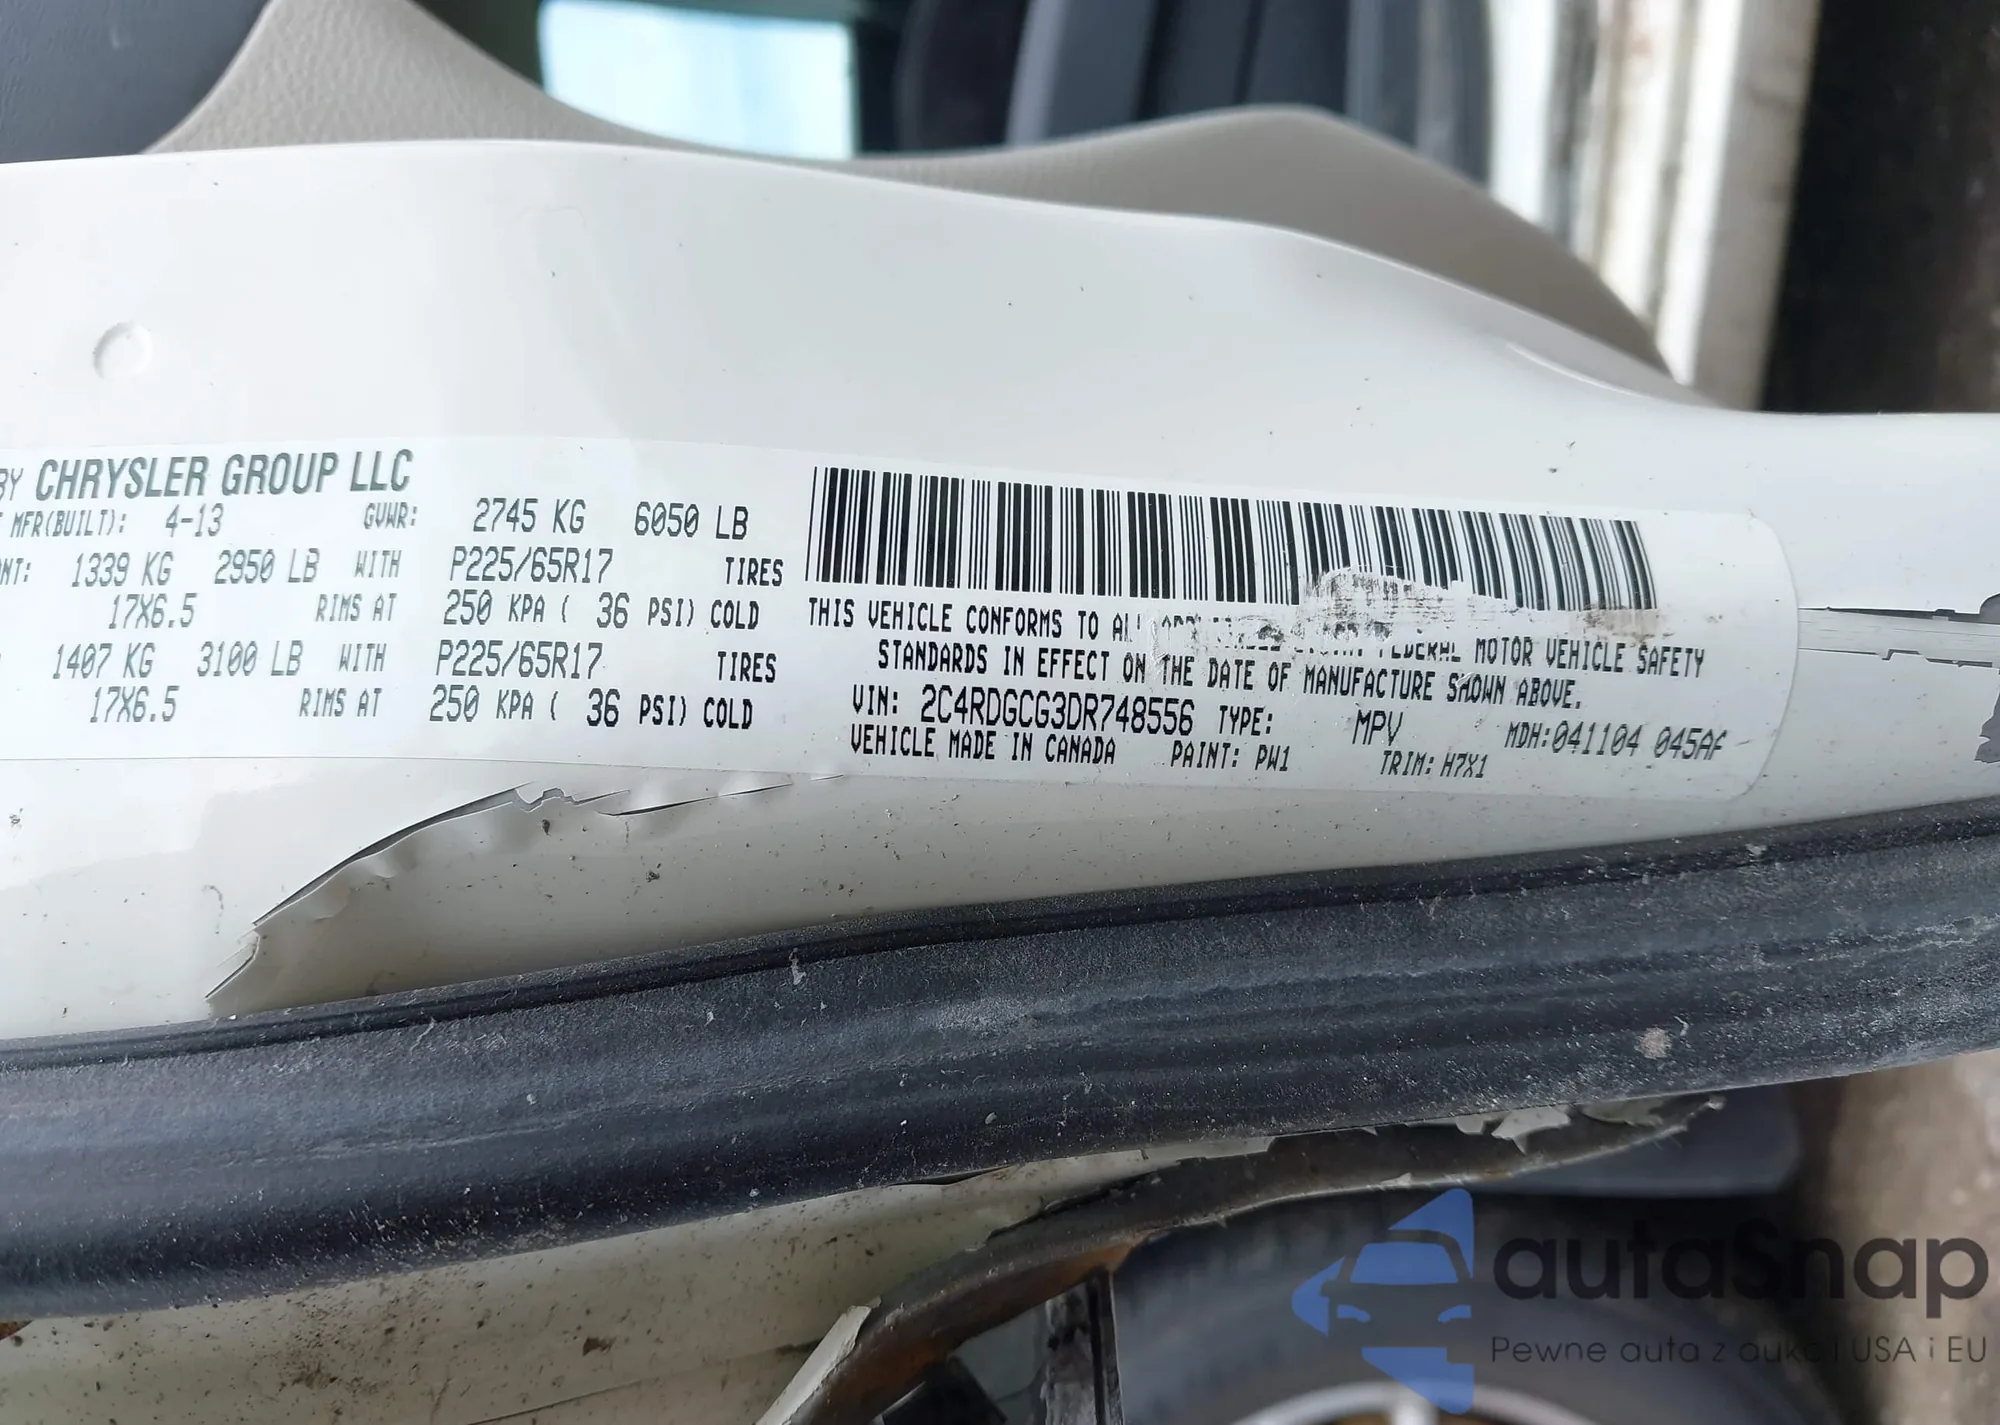 BY CHRYSLER GROUP LLC
MFR(BUILT): 4-13 GVWR: 2745 KG 6050 LB
NT: 1339 KG 2950 LB WITH P225/65R17 TIRES
17X6.5 RIMS AT 250 KPA ( 36 PSI) COLD
1407 KG 3100 LB WITH P225/65R17 TIRES
17X6.5 RIMS AT 250 KPA ( 36 PSI) COLD
THIS VEHICLE CONFORMS TO FEDERAL MOTOR VEHICLE SAFETY
STANDARDS IN EFFECT ON THE DATE OF MANUFACTURE SHOWN ABOVE.
VIN: 2C4RDGCG3DR748556 TYPE: MPV MDH:041104 045AF
VEHICLE MADE IN CANADA PAINT: PW1 TRIM: H7X1
autaSnap
Pewne auta z aukcji USA i EU